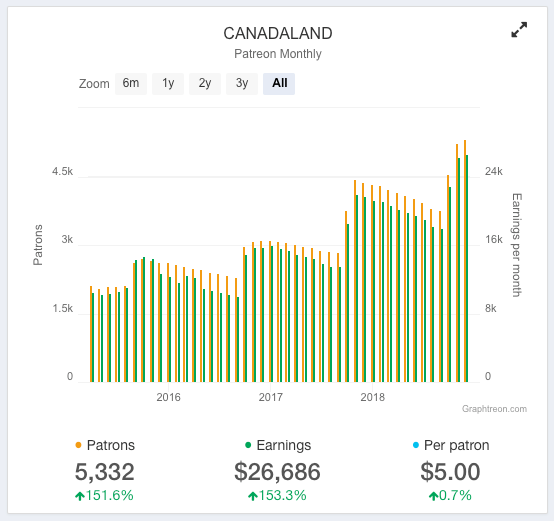 CANADALAND
Patreon Monthly
Zoom 6m 1y 2y 3y All
4.5k 24k
3k 16k
1.5k 8k
0 0
Patrons
Earnings per month
2016 2017 2018
Graphtreon.com
Patrons Earnings Per patron
5,332 $26,686 $5.00
151.6% 153.3% 0.7%